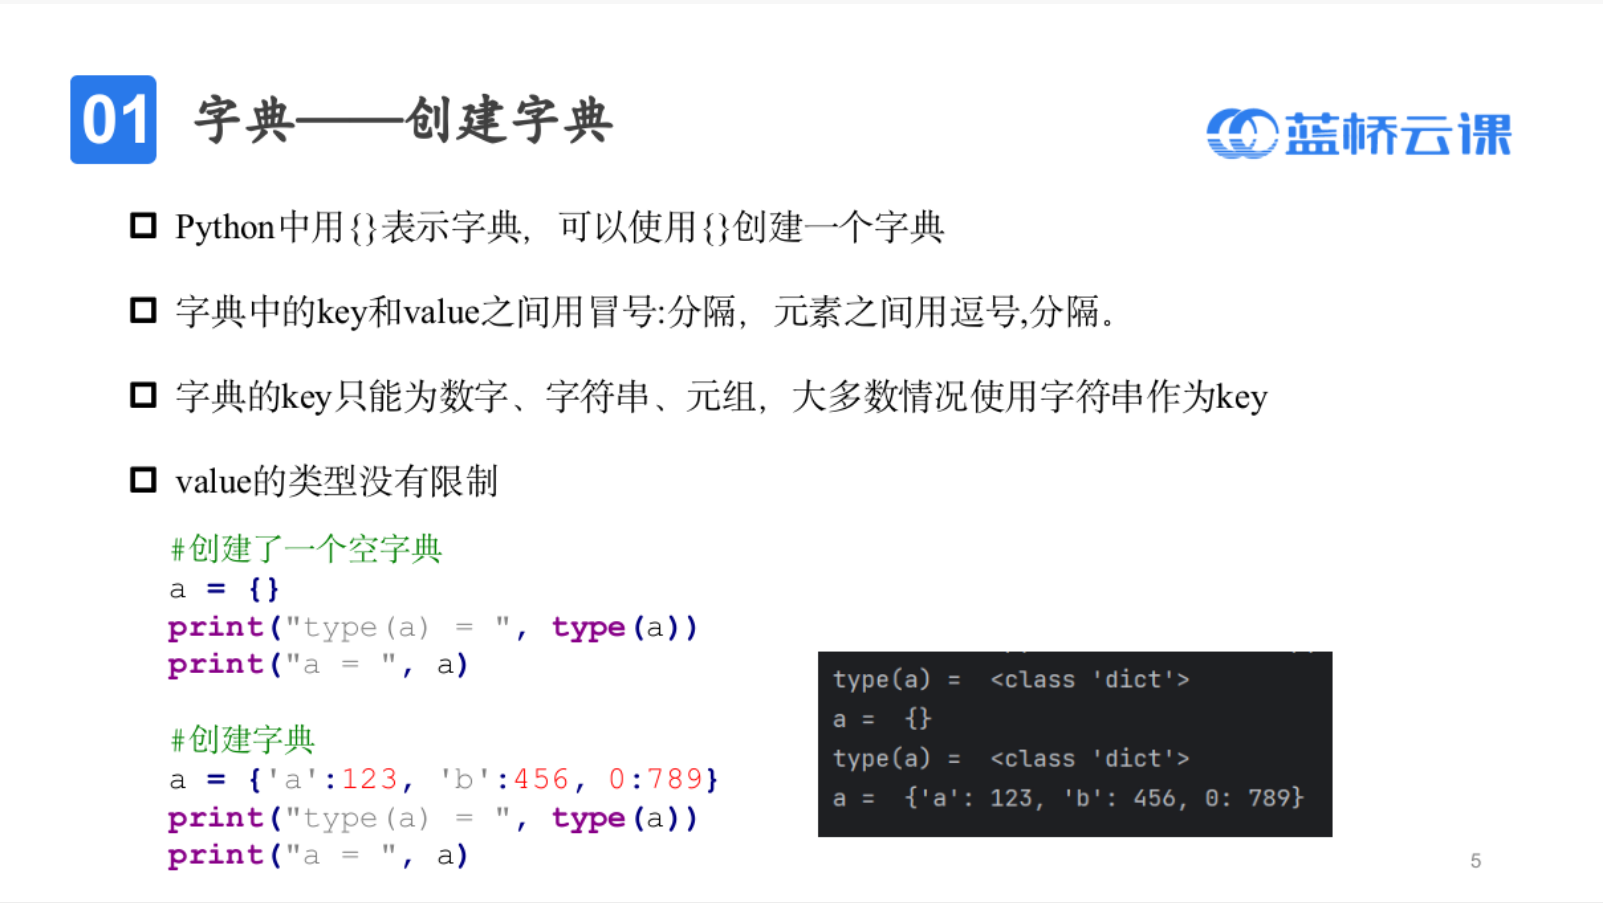 01 字典——创建字典
蓝桥云课
Python中用{}表示字典，可以使用{}创建一个字典
字典中的key和value之间用冒号:分隔，元素之间用逗号,分隔。
字典的key只能为数字、字符串、元组，大多数情况使用字符串作为key
value的类型没有限制
#创建了一个空字典
a = {}
print("type(a) = ", type(a))
print("a = ", a)
#创建字典
a = {'a':123, 'b':456, 0:789}
print("type(a) = ", type(a))
print("a = ", a)
type(a) =  <class 'dict'>
a =  {}
type(a) =  <class 'dict'>
a =  {'a': 123, 'b': 456, 0: 789}
5